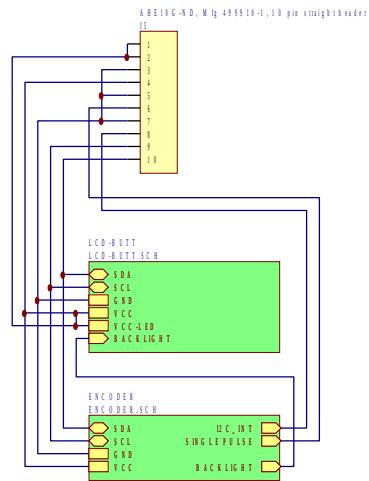 AHE10G-ND, Mfg 499910-1, 10 pin straight header
J5
1
2
3
4
5
6
7
8
9
10
LCD-BUTT
LCD-BUTT.SCH
SDA
SCL
GND
VCC
VCC-LED
BACKLIGHT
ENCODER
ENCODER.SCH
SDA I2C_INT
SCL SINGLEPULSE
GND
VCC BACKLIGHT